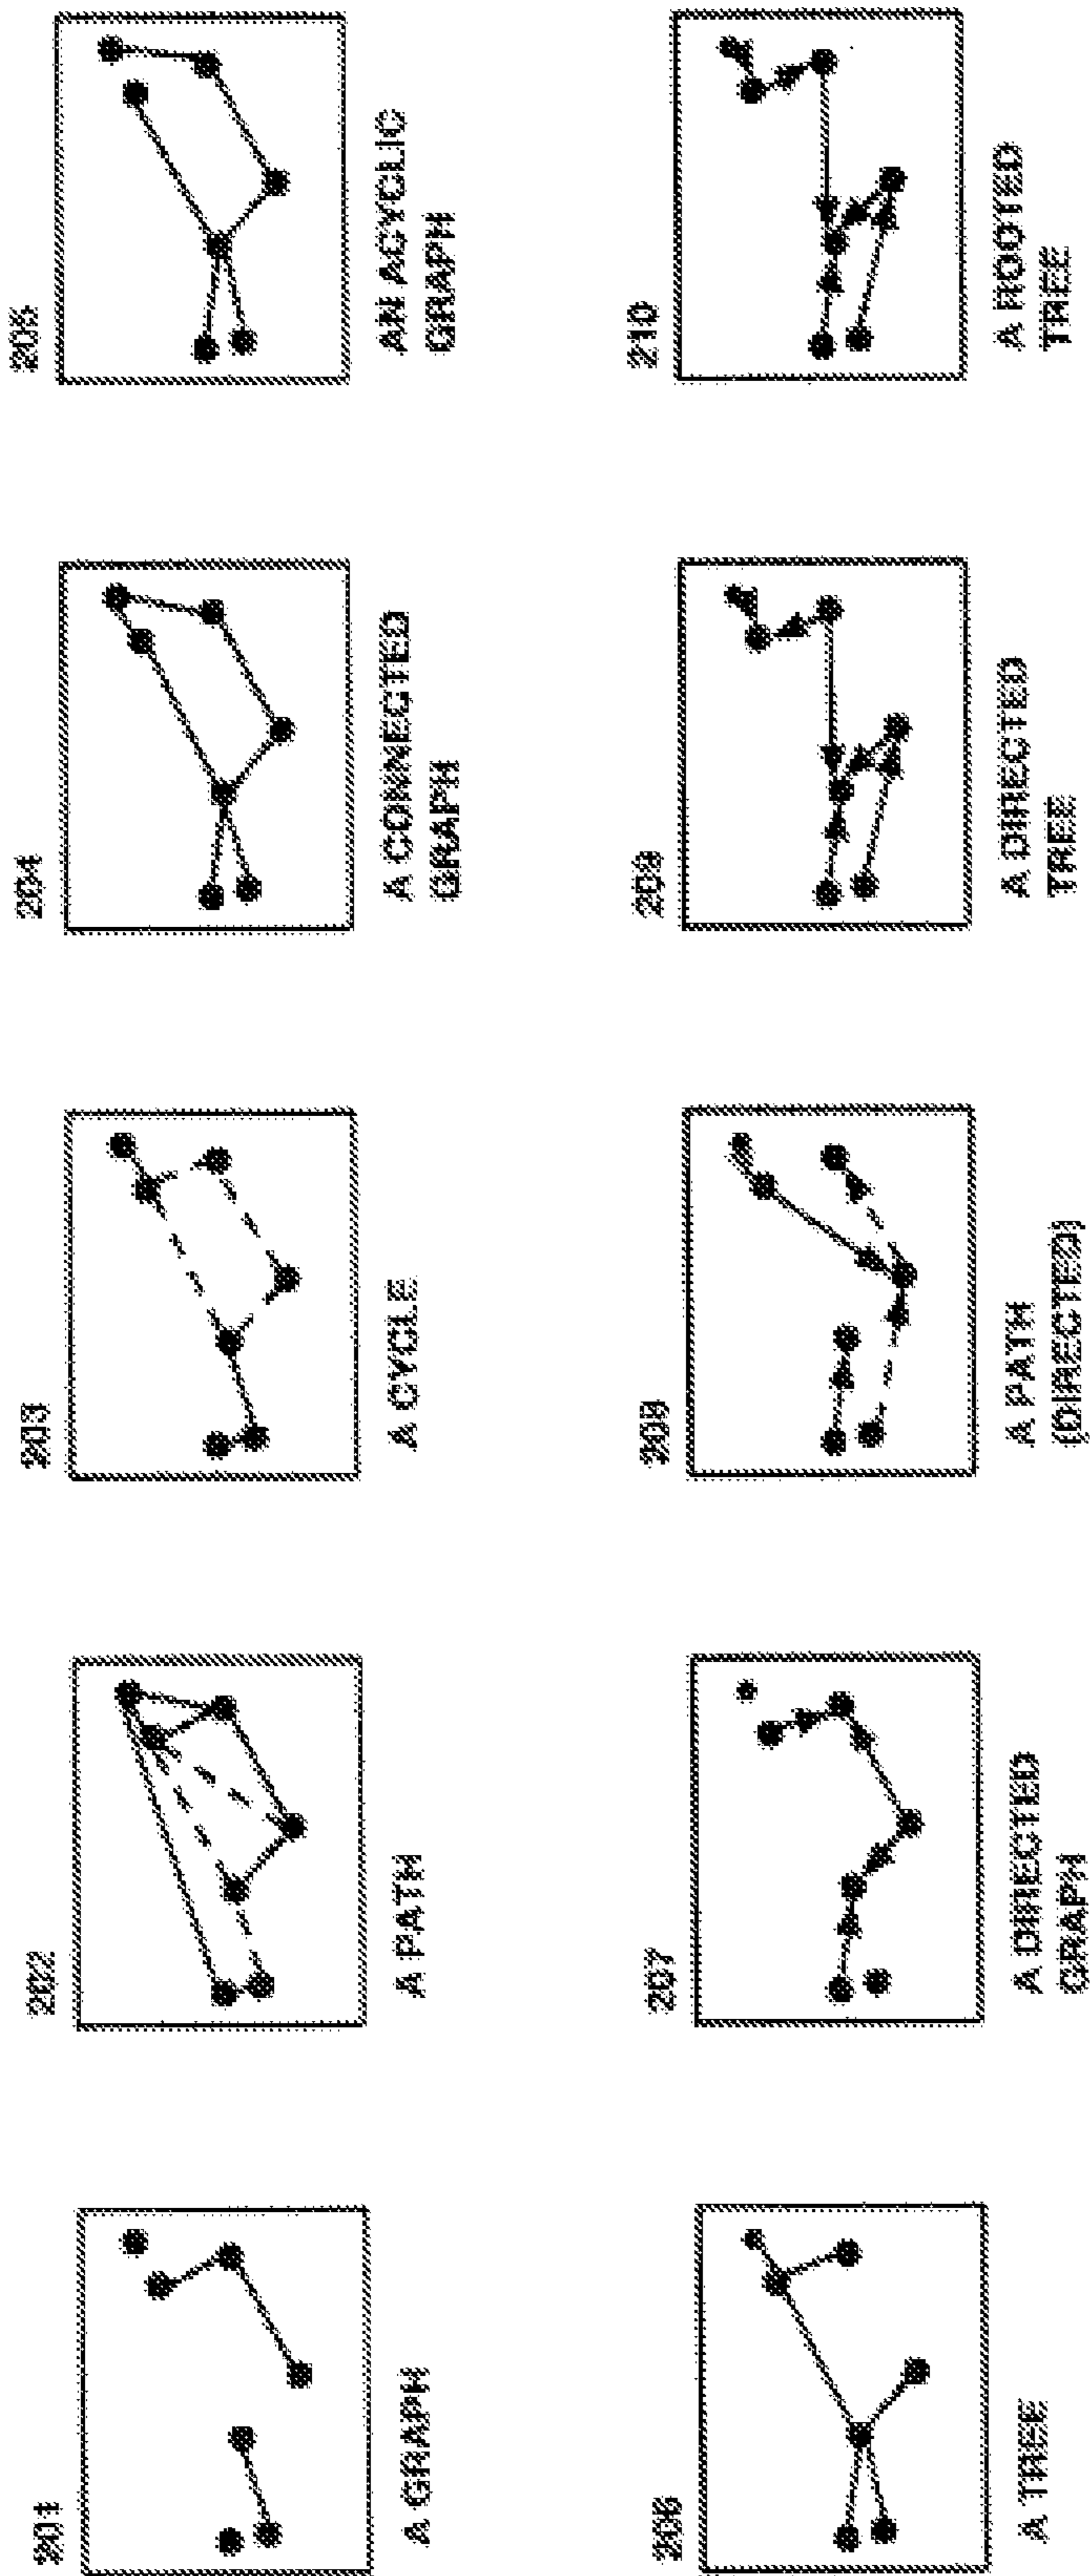 201
A GRAPH
202
A PATH
203
A CYCLE
204
A CONNECTED
GRAPH
205
AN ACYCLIC
GRAPH
206
A TREE
207
A DIRECTED
GRAPH
208
A PATH
(DIRECTED)
209
A DIRECTED
TREE
210
A ROOTED
TREE